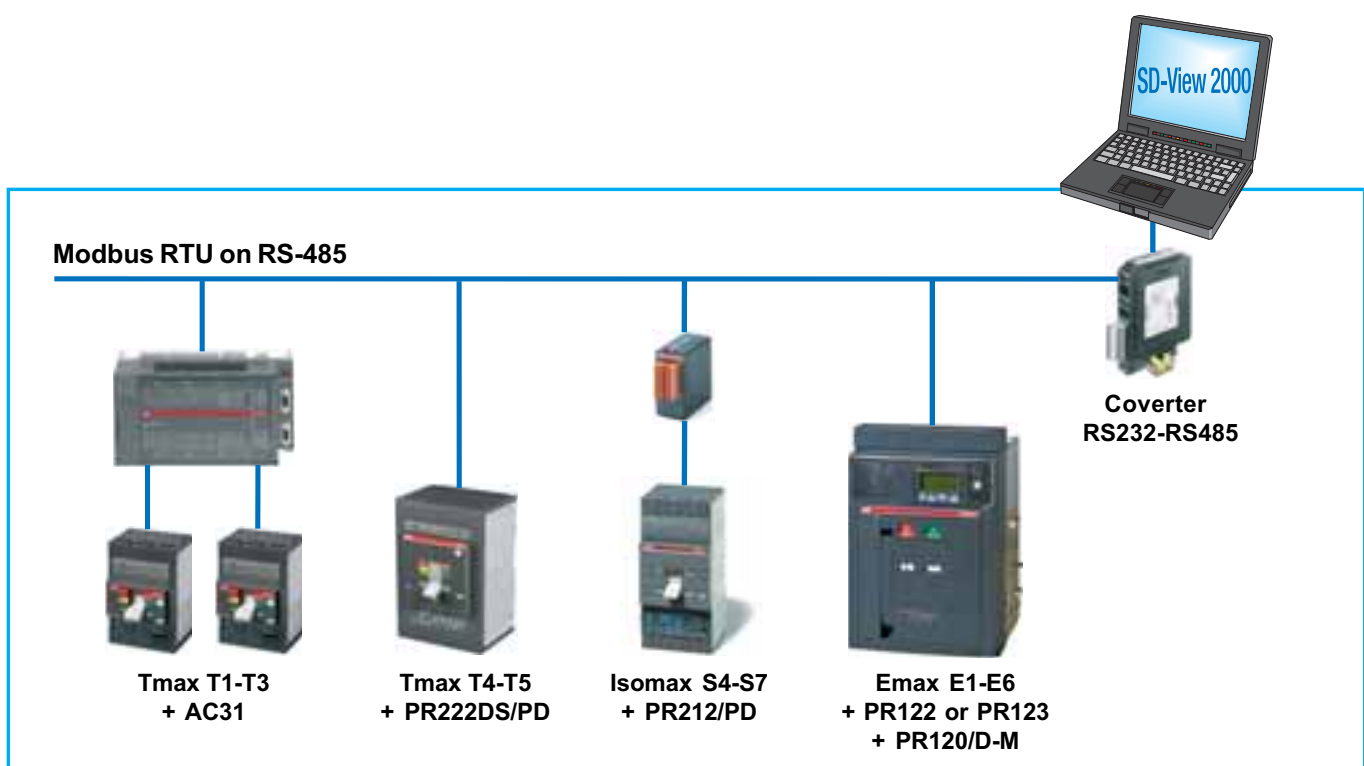 SD-View 2000
Modbus RTU on RS-485
Coverter
RS232-RS485
Tmax T1-T3
+ AC31
Tmax T4-T5
+ PR222DS/PD
Isomax S4-S7
+ PR212/PD
Emax E1-E6
+ PR122 or PR123
+ PR120/D-M